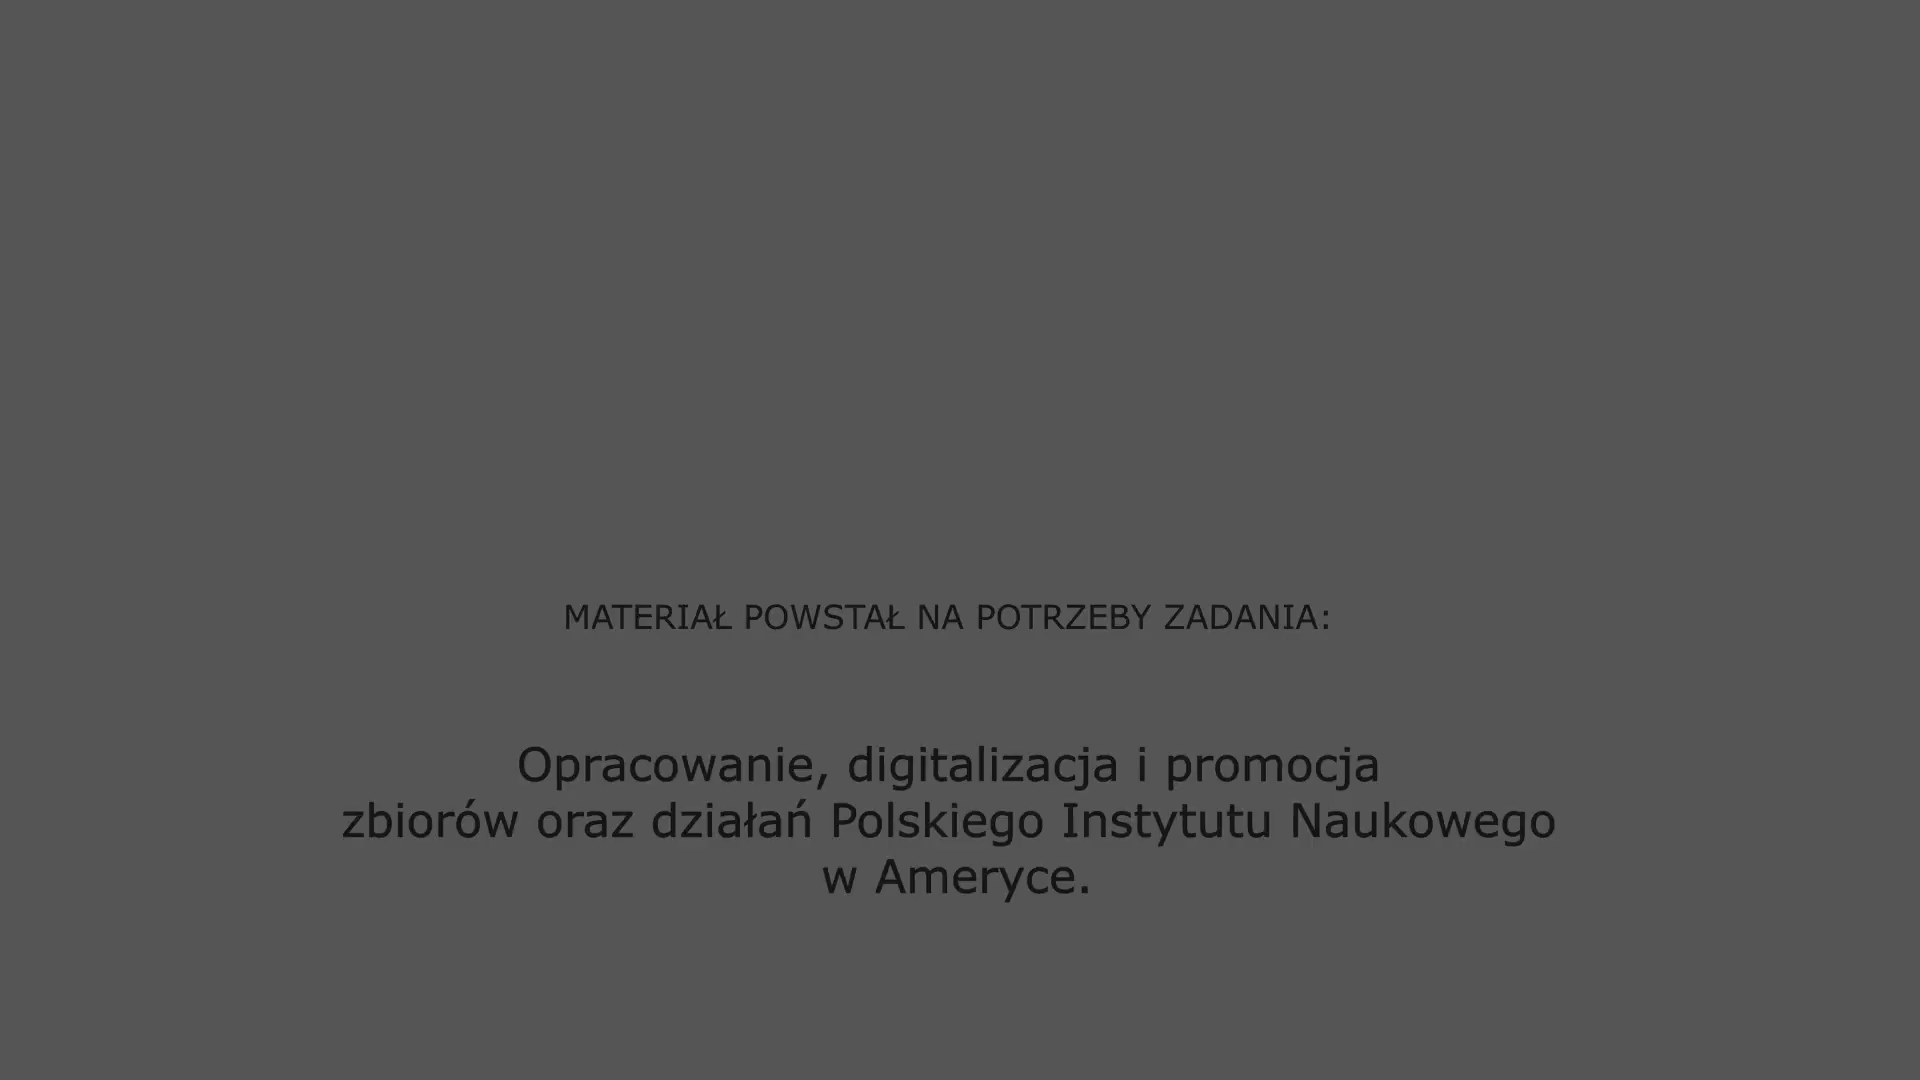 MATERIAŁ POWSTAŁ NA POTRZEBY ZADANIA:
Opracowanie, digitalizacja i promocja
zbiorów oraz działań Polskiego Instytutu Naukowego
w Ameryce.